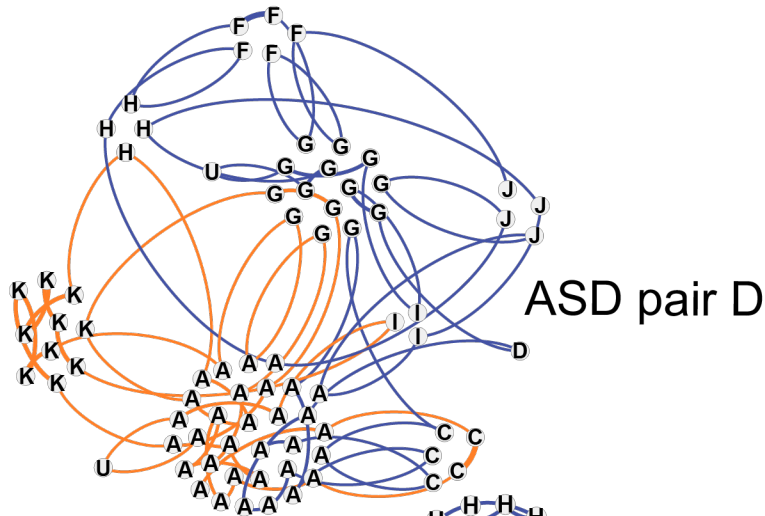 F F F
F F
H
H H
H
G G
U G G G
G G G G G
G G G
J J
J J
K K K
K K K
K K
K K
I I
I
ASD pair D
D
A A A A
A A A A A
A A A A A
A A A A A A
A A A A A
A A A A A A
A A A
U
C C
C C
C
H H H H